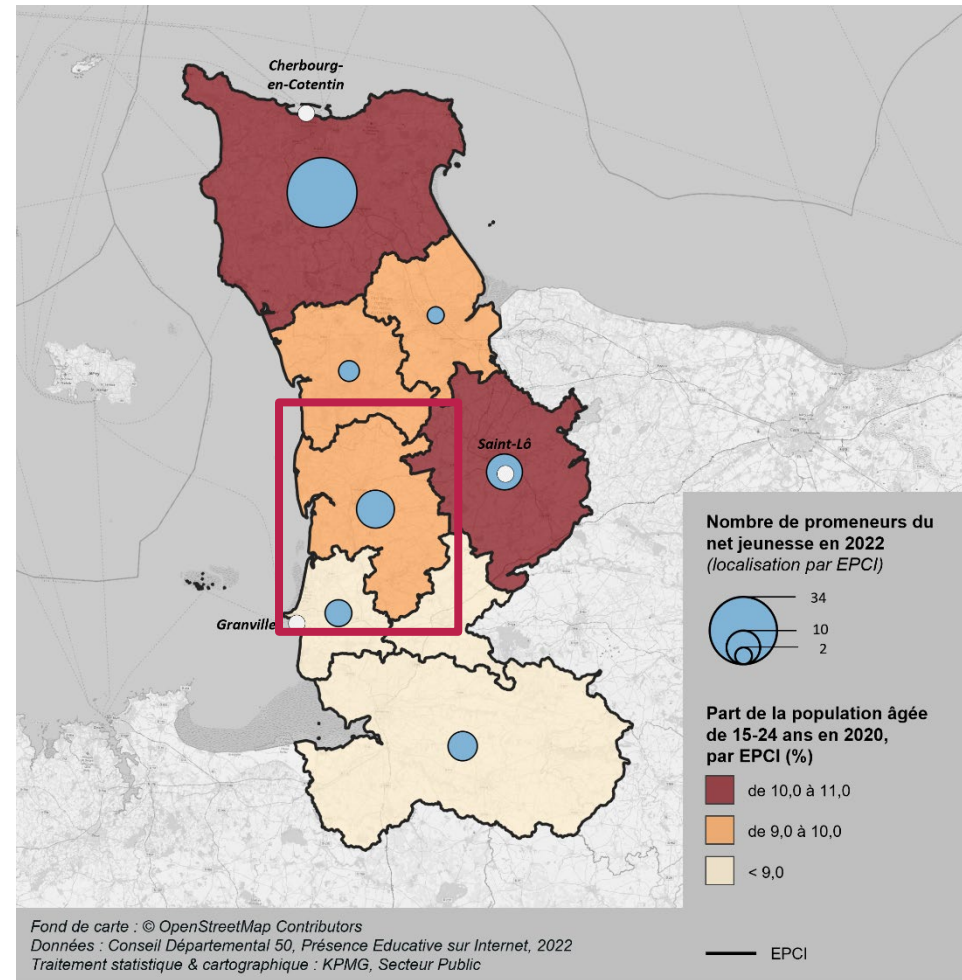 Cherbourg-
en-Cotentin
Saint-Lô
Granville
Nombre de promeneurs du
net jeunesse en 2022
(localisation par EPCI)
34
10
2
Part de la population âgée
de 15-24 ans en 2020,
par EPCI (%)
de 10,0 à 11,0
de 9,0 à 10,0
< 9,0
EPCI
Fond de carte : © OpenStreetMap Contributors
Données : Conseil Départemental 50, Présence Educative sur Internet, 2022
Traitement statistique & cartographique : KPMG, Secteur Public